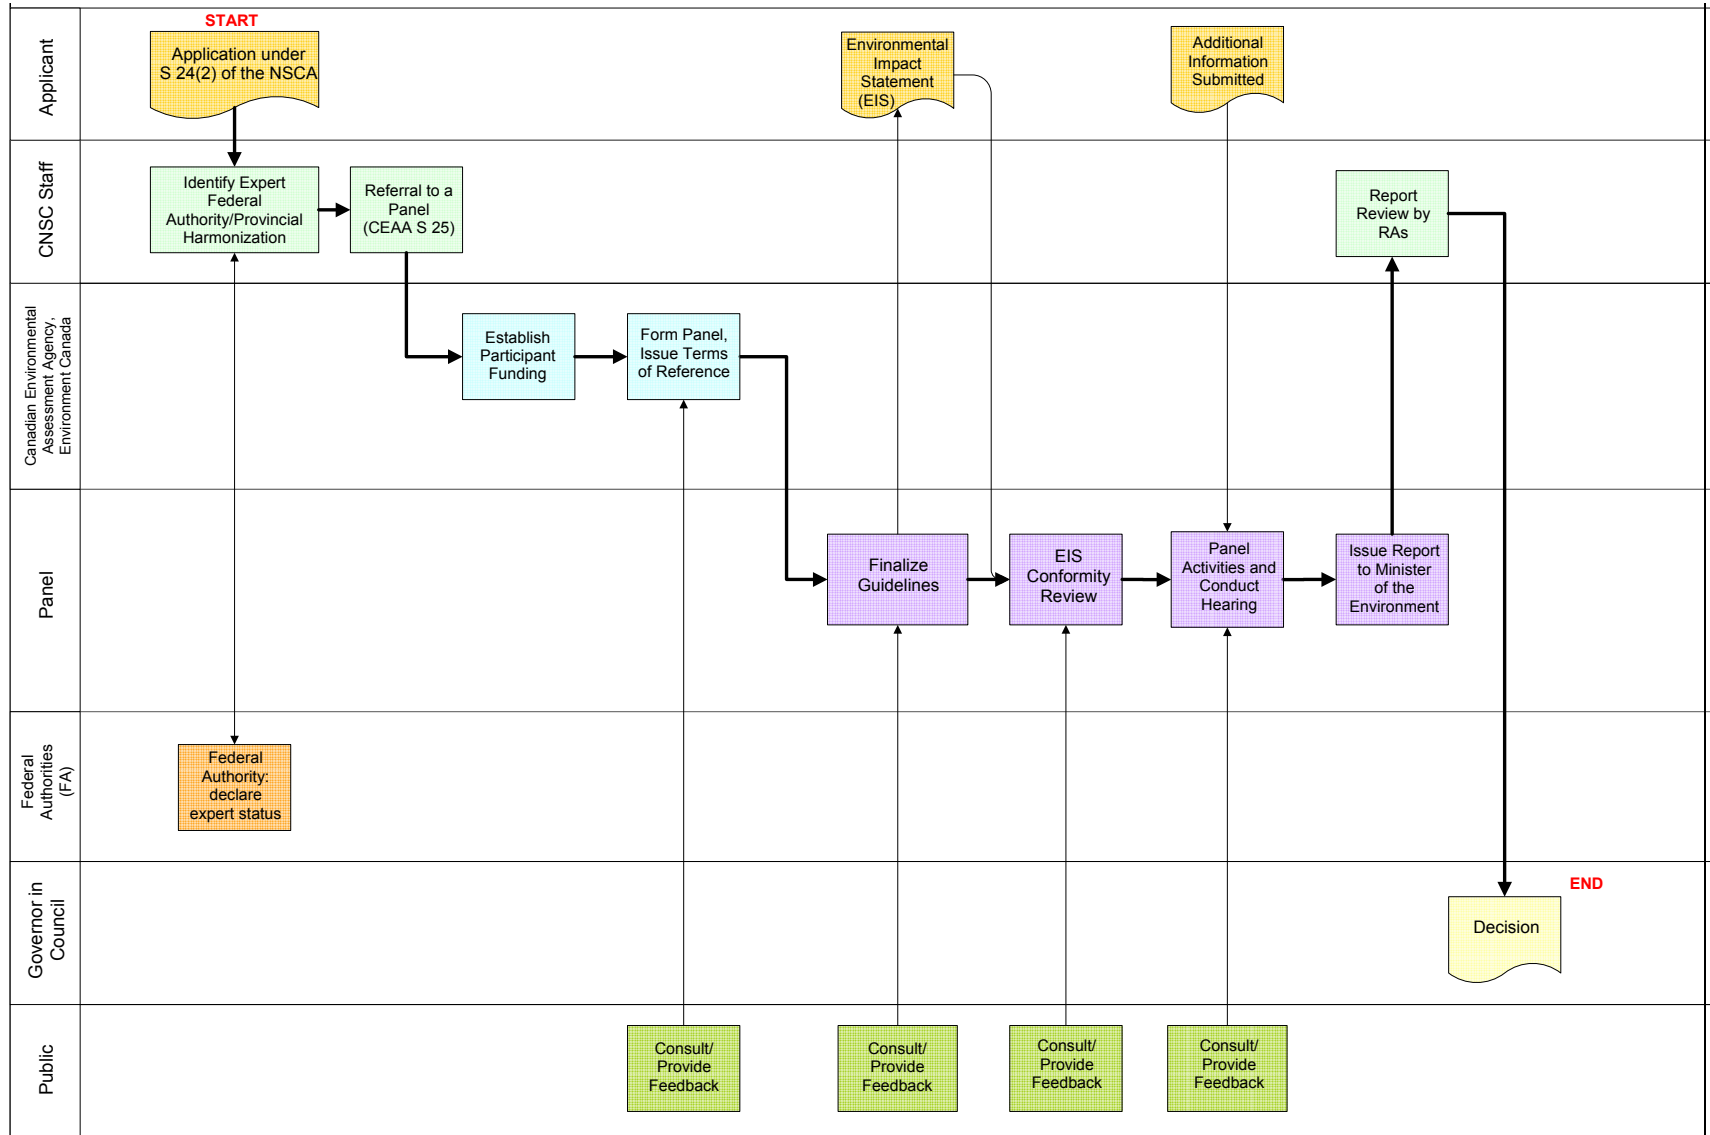 START
Applicant
Application under
S 24(2) of the NSCA
Environmental
Impact
Statement
(EIS)
Additional
Information
Submitted
CNSC Staff
Identify Expert
Federal
Authority/Provincial
Harmonization
Referral to a
Panel
(CEAA S 25)
Report
Review by
RAs
Canadian Environmental
Assessment Agency,
Environment Canada
Establish
Participant
Funding
Form Panel,
Issue Terms
of Reference
Panel
Finalize
Guidelines
EIS
Conformity
Review
Panel
Activities and
Conduct
Hearing
Issue Report
to Minister
of the
Environment
Federal
Authorities
(FA)
Federal
Authority:
declare
expert status
Governor in
Council
END
Decision
Public
Consult/
Provide
Feedback
Consult/
Provide
Feedback
Consult/
Provide
Feedback
Consult/
Provide
Feedback